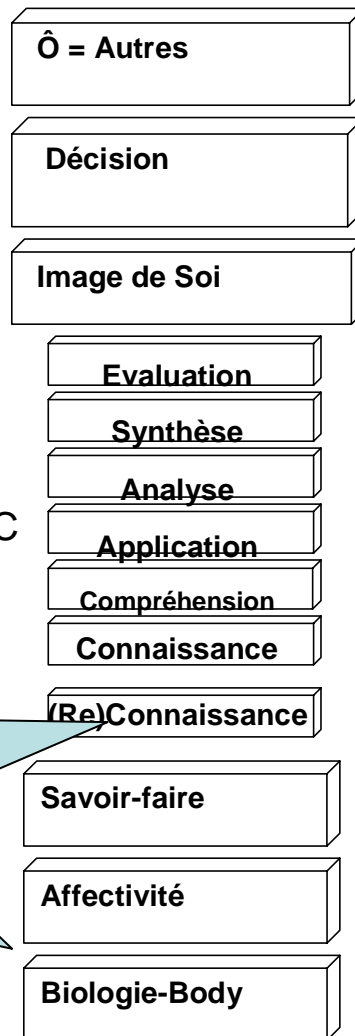 Ô = Autres
Décision
Image de Soi
Evaluation
Synthèse
Analyse
C
Application
Compréhension
Connaissance
(Re)Connaissance
Savoir-faire
Affectivité
Biologie-Body